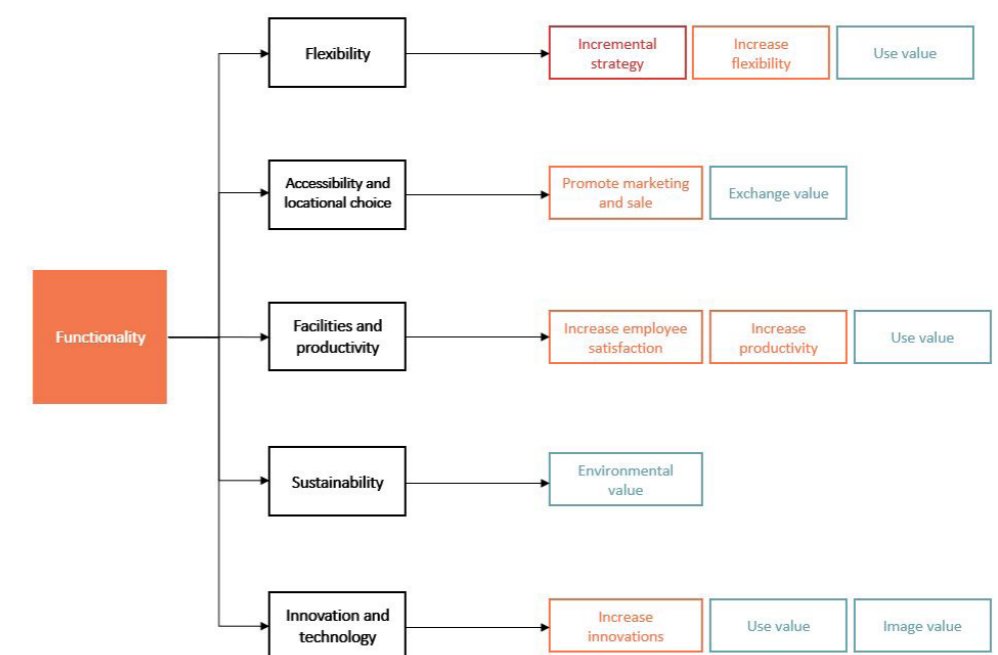 Flexibility
Incremental
strategy
Increase
flexibility
Use value
Accessibility and
locational choice
Promote marketing
and sale
Exchange value
Functionality
Facilities and
productivity
Increase employee
satisfaction
Increase
productivity
Use value
Sustainability
Environmental
value
Innovation and
technology
Increase
innovations
Use value
Image value